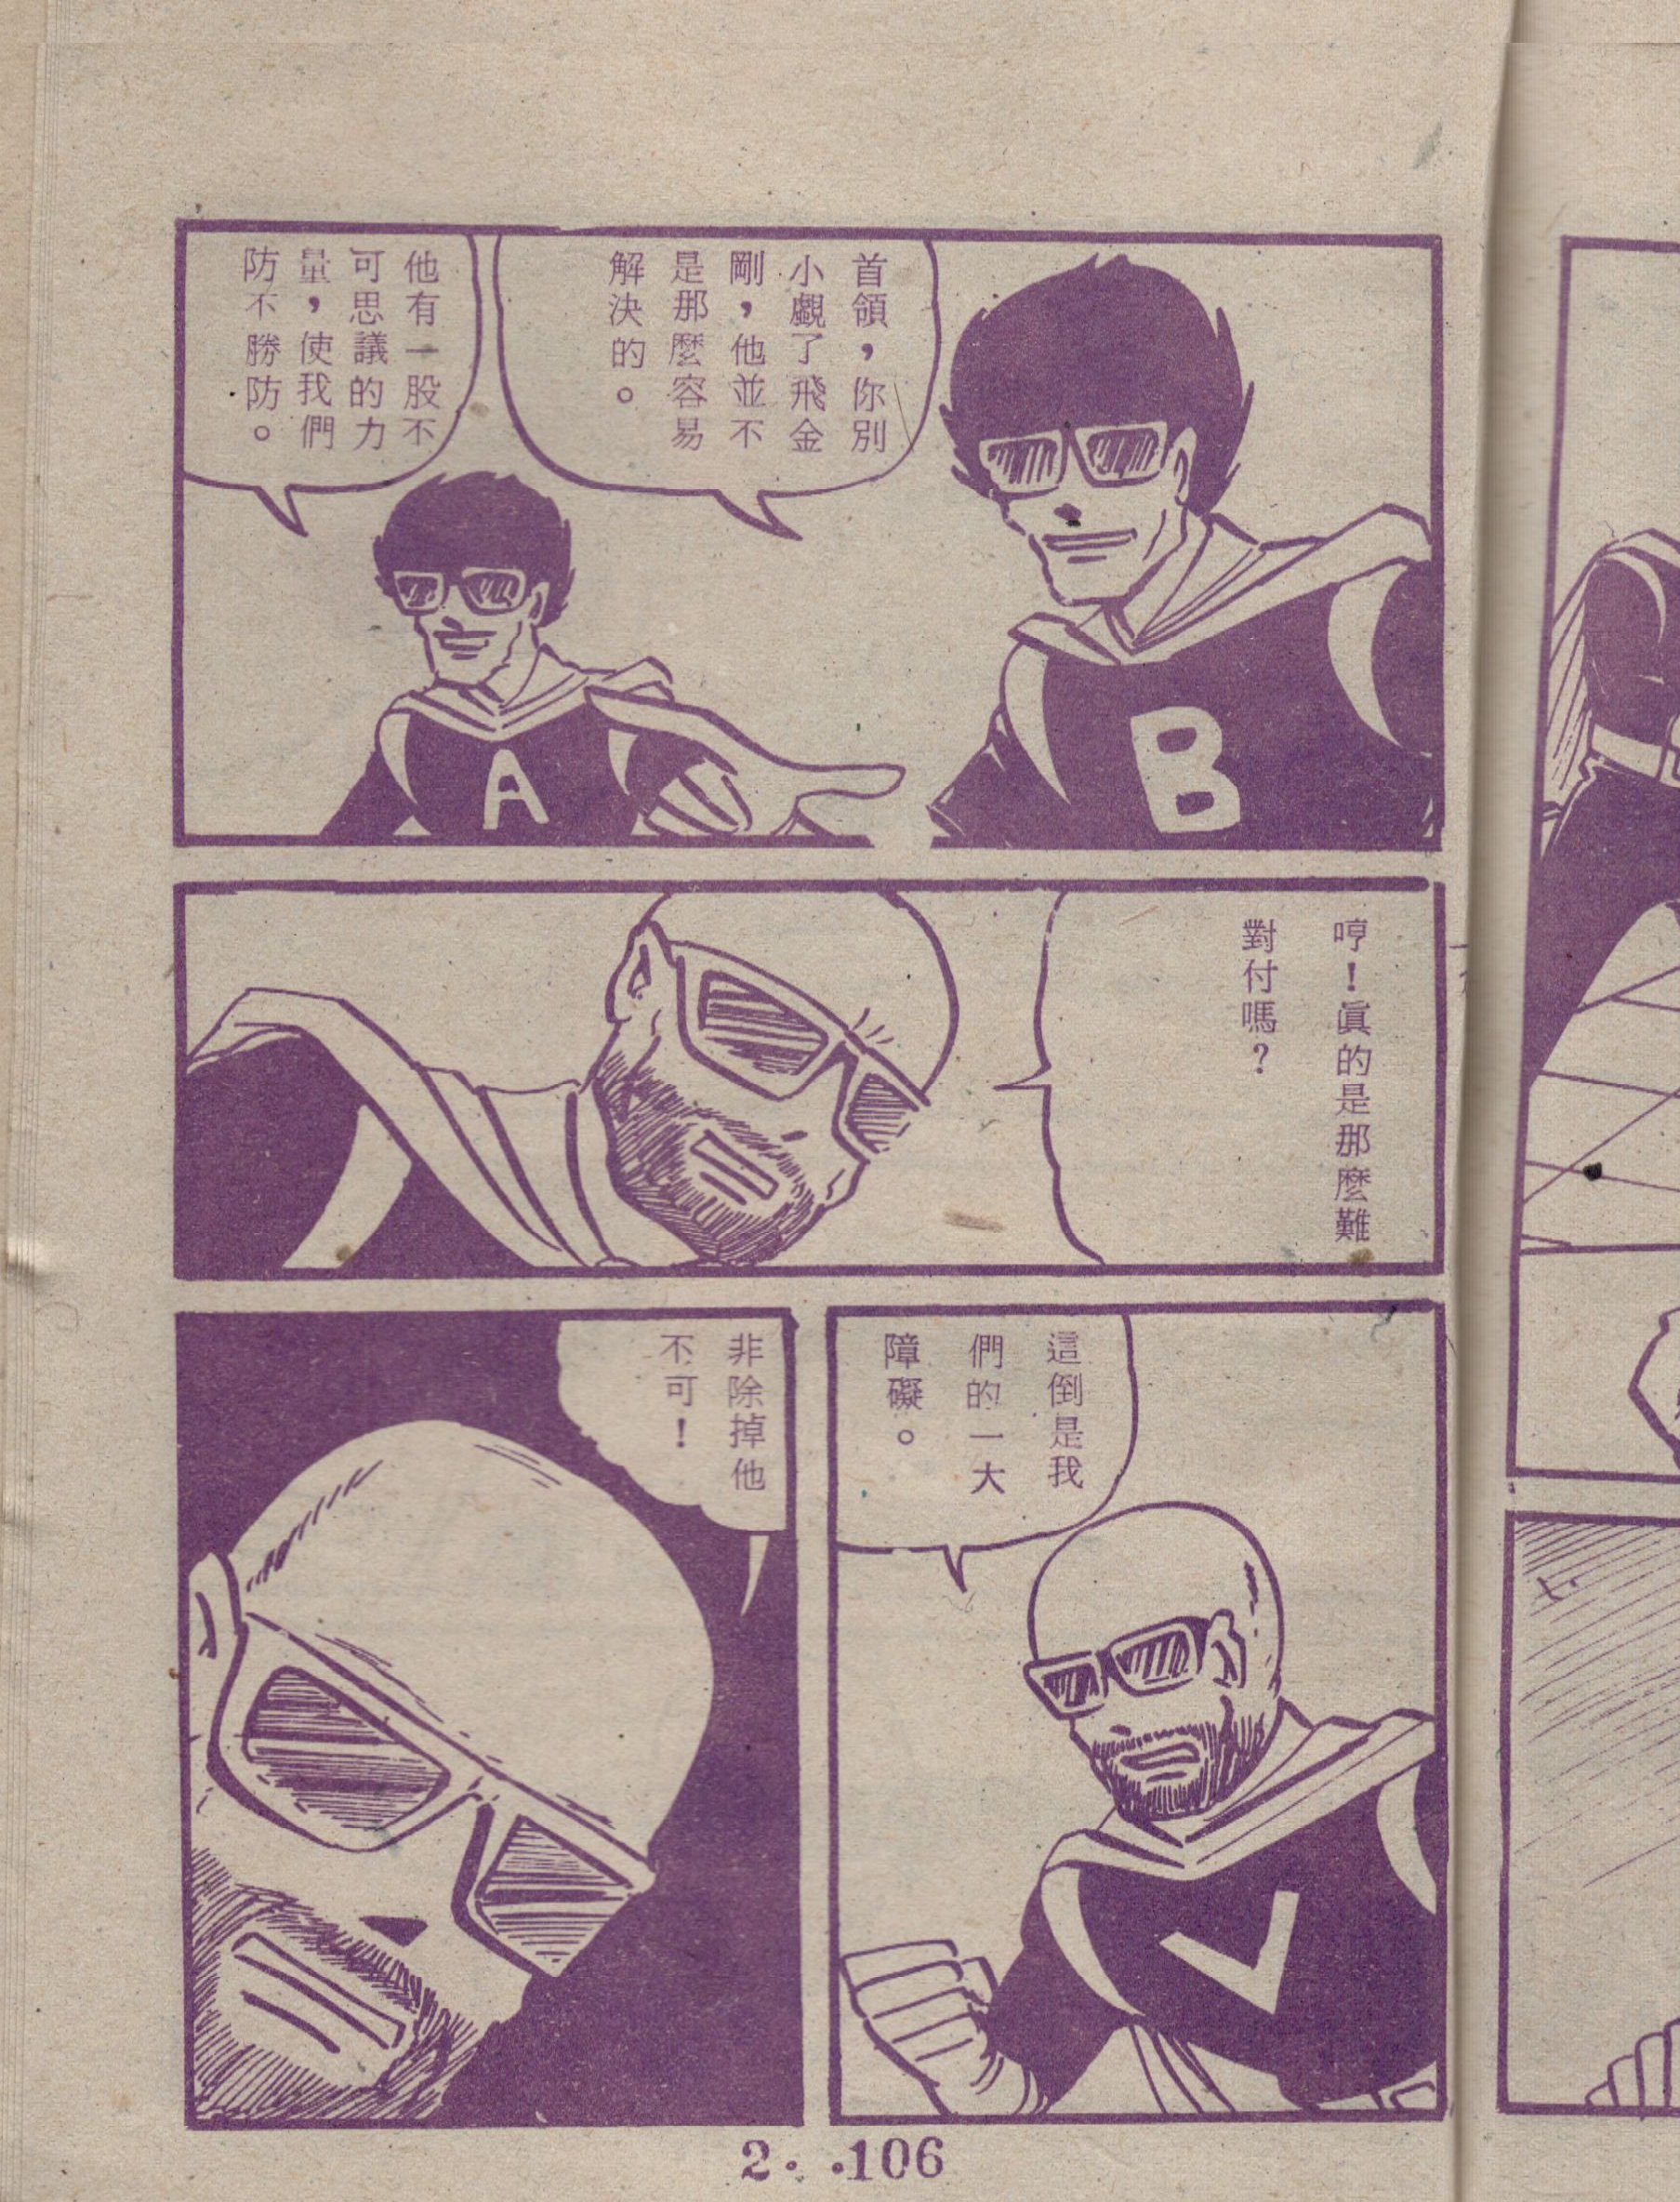 首領，你別
小覷了飛金
剛，他並不
是那麼容易
解決的。
他有一股不
可思議的力
量，使我們
防不勝防。
B
A
哼！眞的是那麼難
對付嗎？
這倒是我
們的一大
障礙。
V
非除掉他
不可！
2．．106